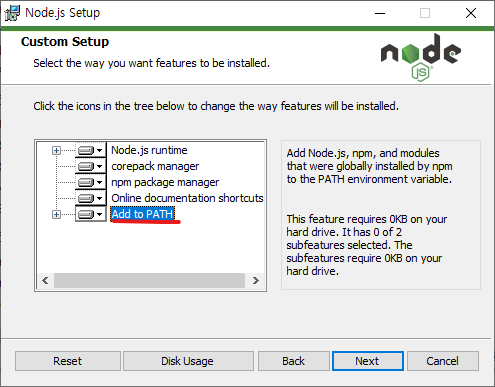 Node.js Setup
Custom Setup
Select the way you want features to be installed.
node
JS
Click the icons in the tree below to change the way features will be installed.
Node.js runtime
corepack manager
npm package manager
Online documentation shortcuts
Add to PATH
Add Node.js, npm, and modules
that were globally installed by npm
to the PATH environment variable.
This feature requires 0KB on your
hard drive. It has 0 of 2
subfeatures selected. The
subfeatures require 0KB on your
hard drive.
Reset
Disk Usage
Back
Next
Cancel